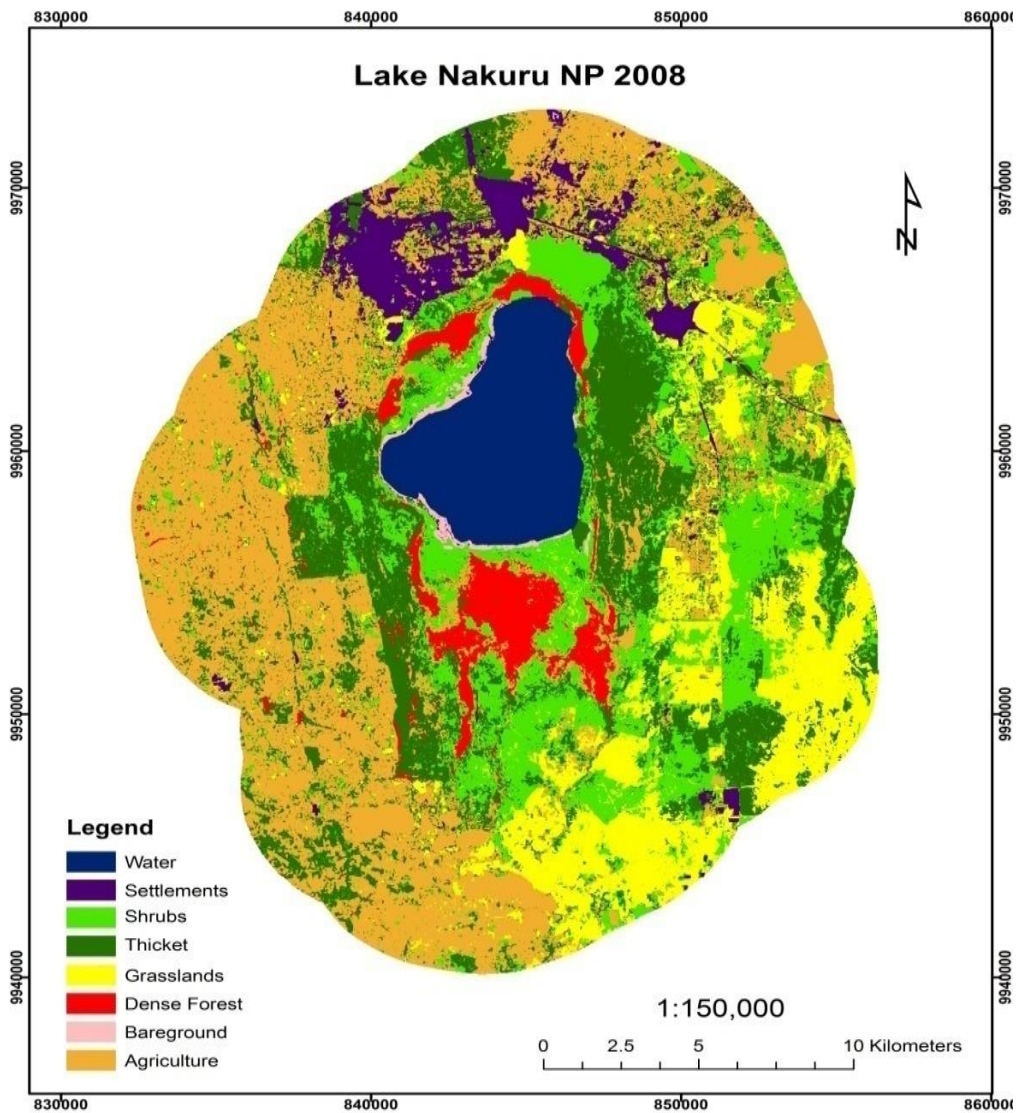 830000 840000 850000 860000
Lake Nakuru NP 2008
9970000 9970000
N
9960000 9960000
9950000 9950000
Legend
Water
Settlements
Shrubs
Thicket
Grasslands
Dense Forest
Bareground
Agriculture
9940000 9940000
1:150,000
0 2.5 5 10 Kilometers
830000 840000 850000 860000